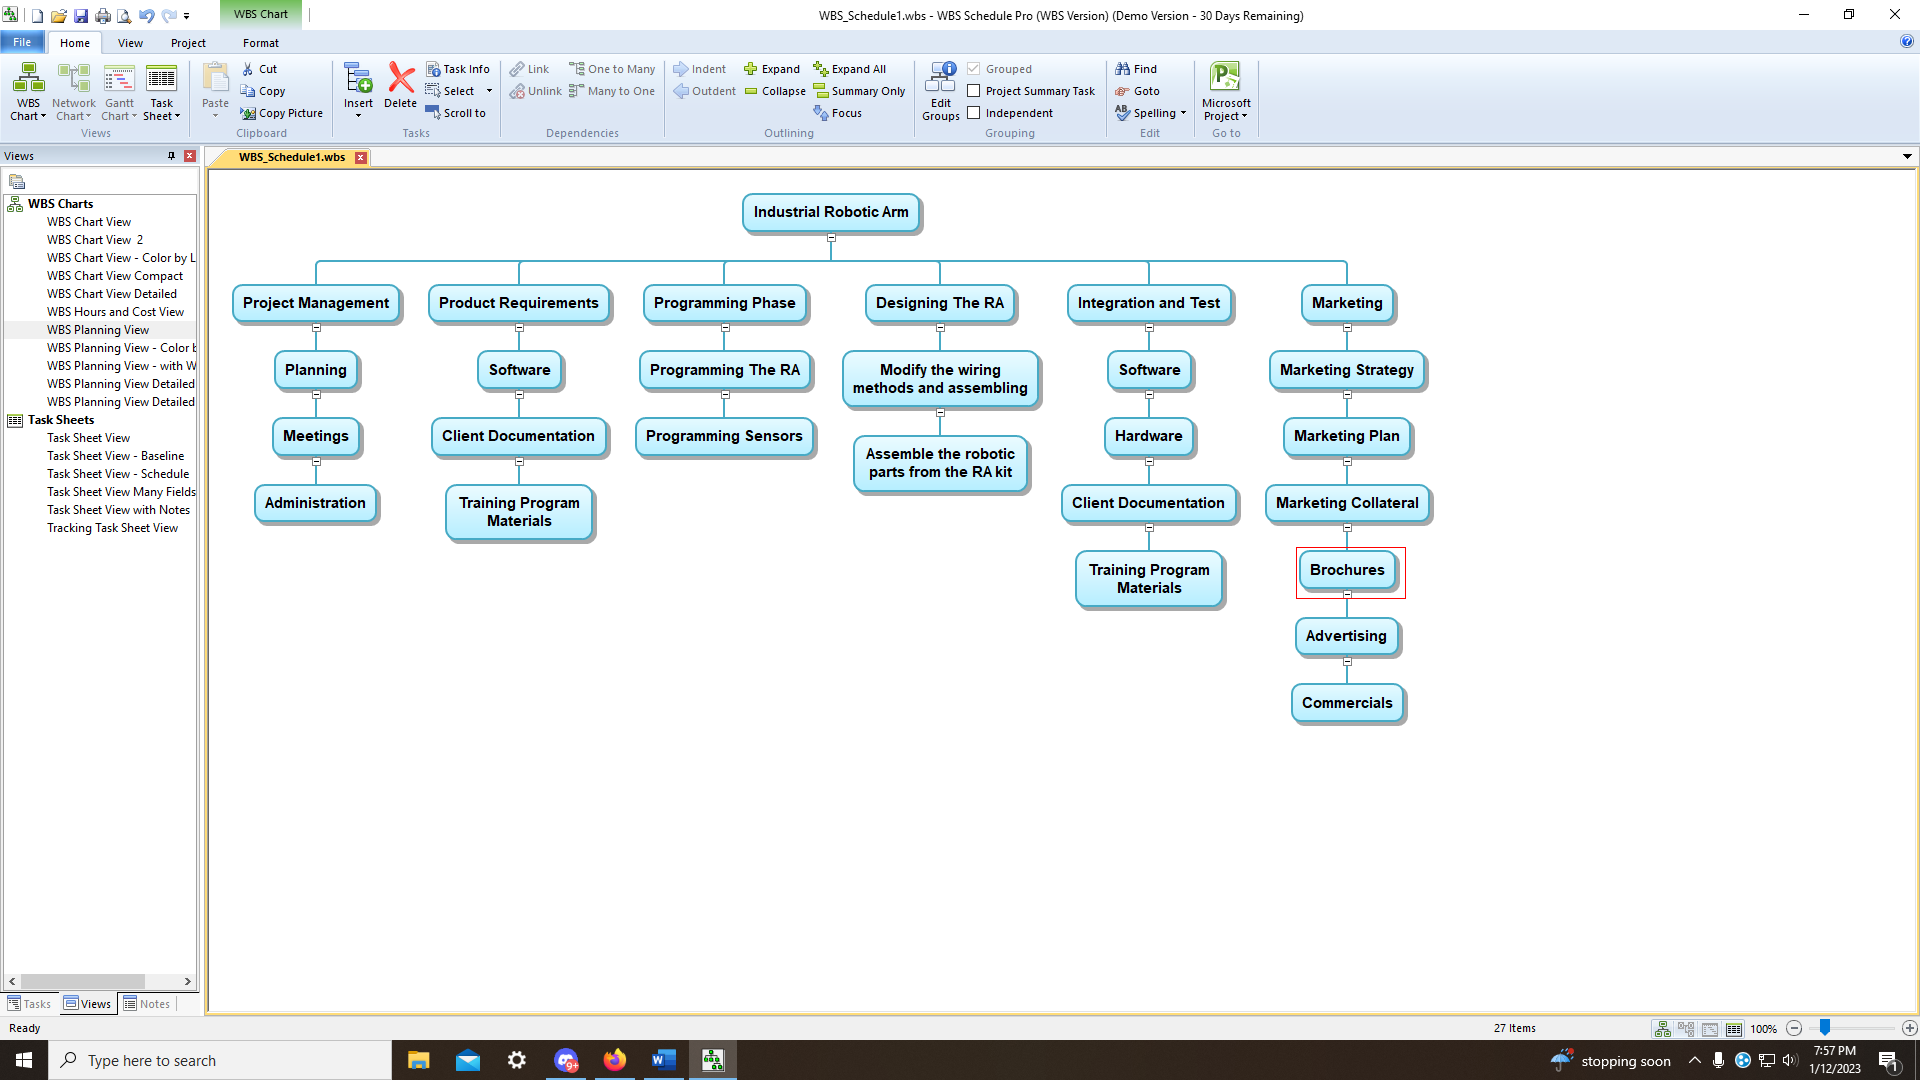 WBS Chart
WBS_Schedule1.wbs - WBS Schedule Pro (WBS Version) (Demo Version - 30 Days Remaining)
File Home View Project Format
WBS Chart
Network Chart
Gantt Chart
Task Sheet
Views
Paste
Cut
Copy
Copy Picture
Clipboard
Insert
Delete
Task Info
Select
Scroll to
Tasks
Link
Unlink
One to Many
Many to One
Dependencies
Indent
Outdent
Expand
Collapse
Expand All
Summary Only
Focus
Outlining
Edit Groups
Grouped
Project Summary Task
Independent
Grouping
Find
Goto
Spelling
Edit
Microsoft Project
Go to
Views
WBS_Schedule1.wbs
WBS Charts
WBS Chart View
WBS Chart View 2
WBS Chart View - Color by L
WBS Chart View Compact
WBS Chart View Detailed
WBS Hours and Cost View
WBS Planning View
WBS Planning View - Color b
WBS Planning View - with W
WBS Planning View Detailed
WBS Planning View Detailed
Task Sheets
Task Sheet View
Task Sheet View - Baseline
Task Sheet View - Schedule
Task Sheet View Many Fields
Task Sheet View with Notes
Tracking Task Sheet View
Tasks Views Notes
Industrial Robotic Arm
Project Management
Planning
Meetings
Administration
Product Requirements
Software
Client Documentation
Training Program
Materials
Programming Phase
Programming The RA
Programming Sensors
Designing The RA
Modify the wiring
methods and assembling
Assemble the robotic
parts from the RA kit
Integration and Test
Software
Hardware
Client Documentation
Training Program
Materials
Marketing
Marketing Strategy
Marketing Plan
Marketing Collateral
Brochures
Advertising
Commercials
Ready
27 Items
100%
Type here to search
9+
stopping soon
7:57 PM
1/12/2023
1